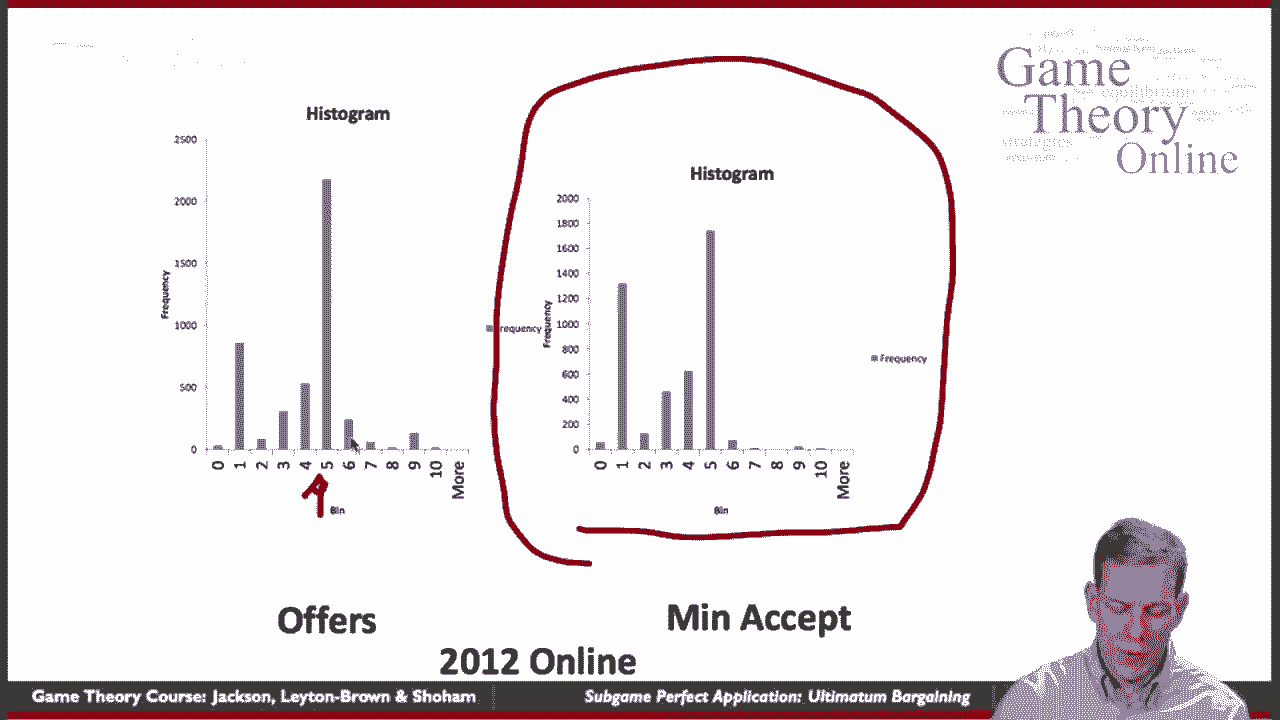 Game
Theory
Online
Histogram
2500
2000
1500
1000
500
0
Frequency
0 1 2 3 4 5 6 7 8 9 10 More
Bin
Histogram
2000
1800
1600
1400
1200
1000
800
600
400
200
0
Frequency
0 1 2 3 4 5 6 7 8 9 10 More
Bin
Frequency
Offers
Min Accept
2012 Online
Game Theory Course: Jackson, Leyton-Brown & Shoham
Subgame Perfect Application: Ultimatum Bargaining